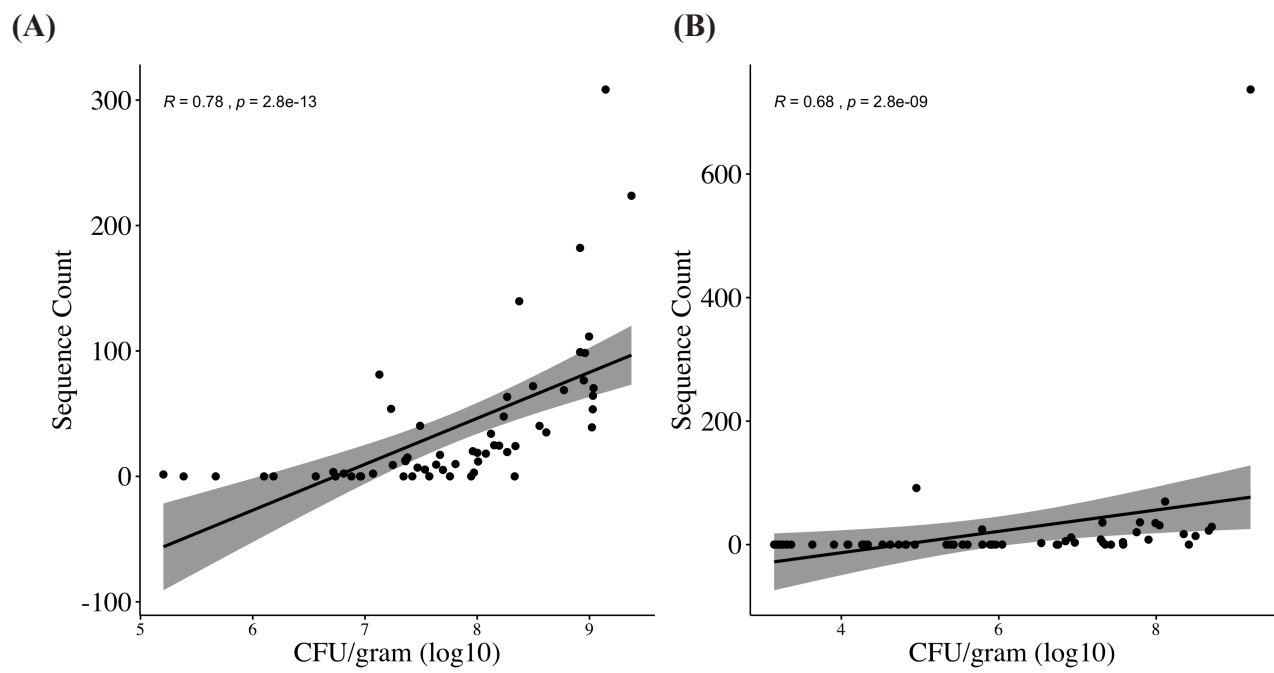 (A)
R = 0.78 , p = 2.8e-13
Sequence Count
300
200
100
0
-100
5 6 7 8 9
CFU/gram (log10)
(B)
R = 0.68 , p = 2.8e-09
Sequence Count
600
400
200
0
4 6 8
CFU/gram (log10)